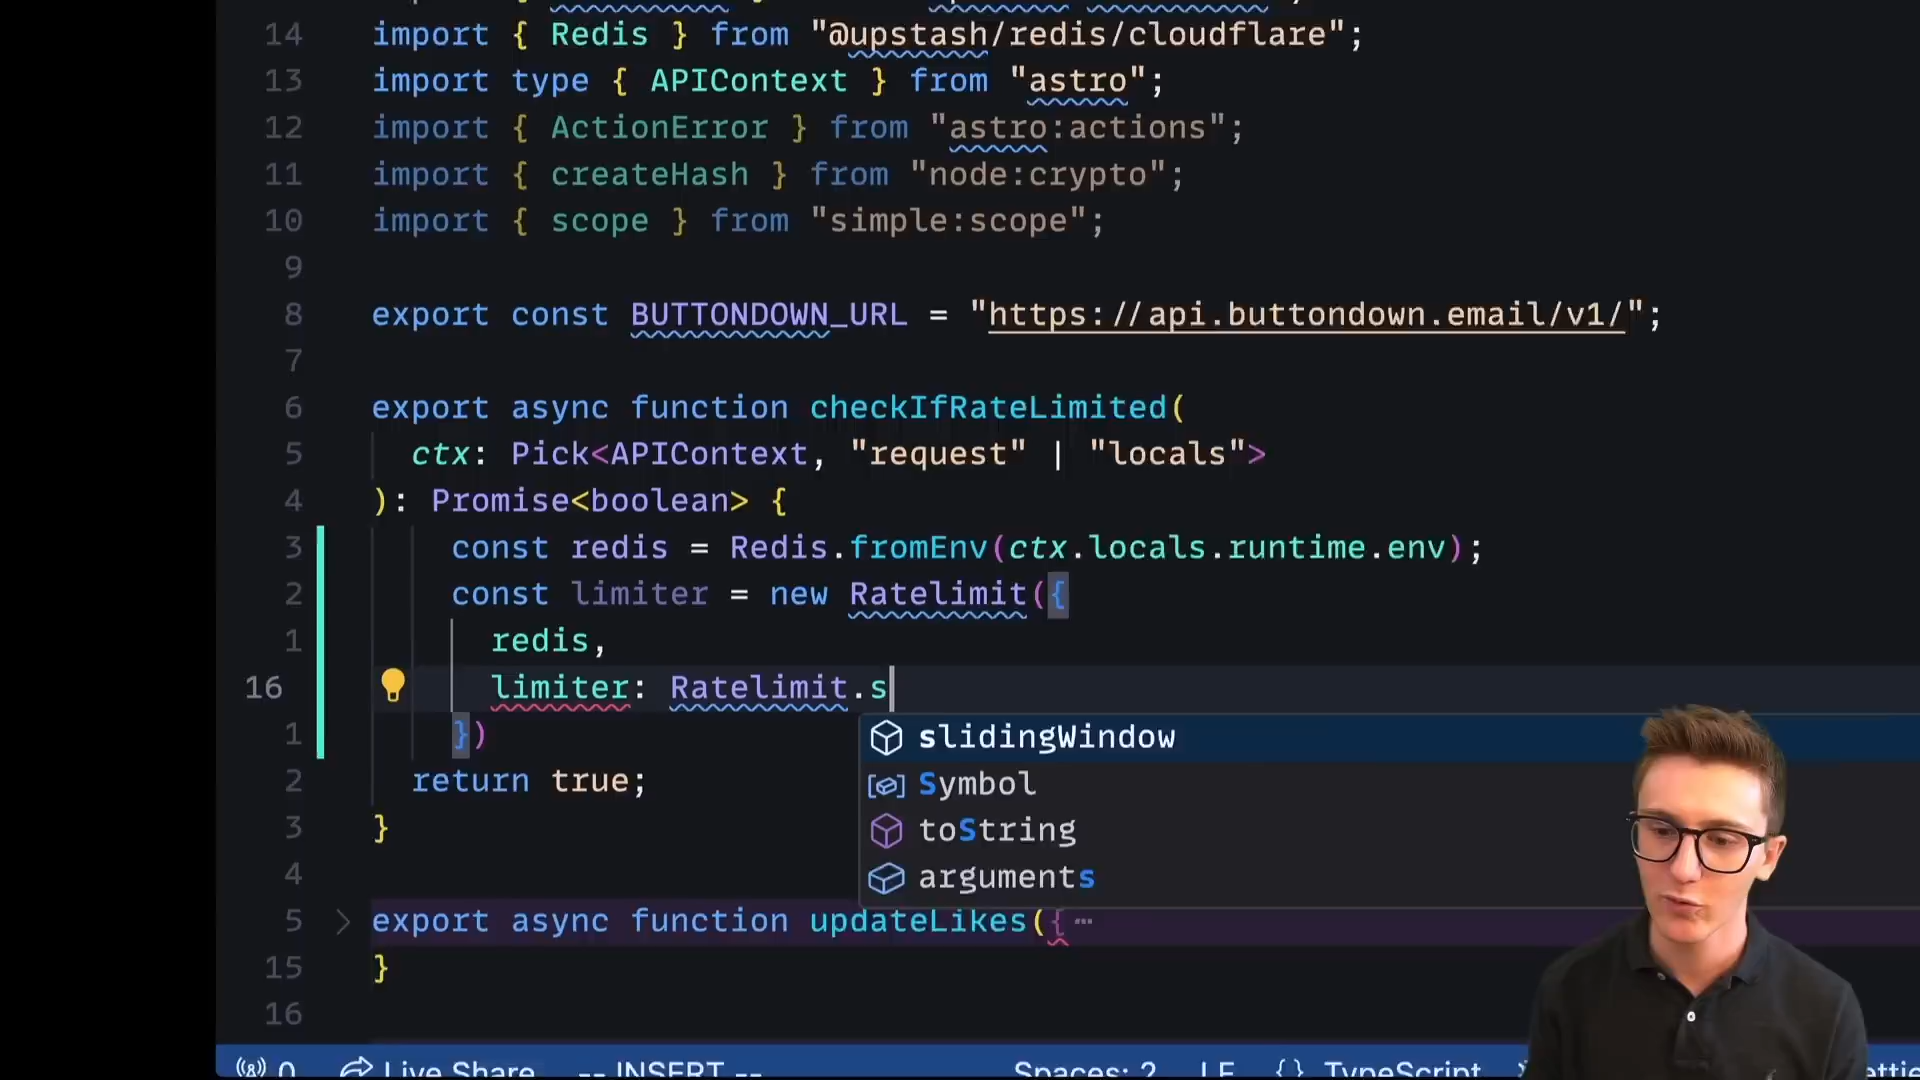 14 import { Redis } from "@upstash/redis/cloudflare";
13 import type { APIContext } from "astro";
12 import { ActionError } from "astro:actions";
11 import { createHash } from "node:crypto";
10 import { scope } from "simple:scope";
9
8 export const BUTTONDOWN_URL = "https://api.buttondown.email/v1/";
7
6 export async function checkIfRateLimited(
5 ctx: Pick<APIContext, "request" | "locals">
4 ): Promise<boolean> {
3 const redis = Redis.fromEnv(ctx.locals.runtime.env);
2 const limiter = new Ratelimit({
1 redis,
16 limiter: Ratelimit.s
1 })
slidingWindow
2 return true;
Symbol
3 }
toString
4
arguments
5 export async function updateLikes({ ⋯
15 }
16
0 Live Share -- INSERT -- Spaces: 2 LF {} TypeScript